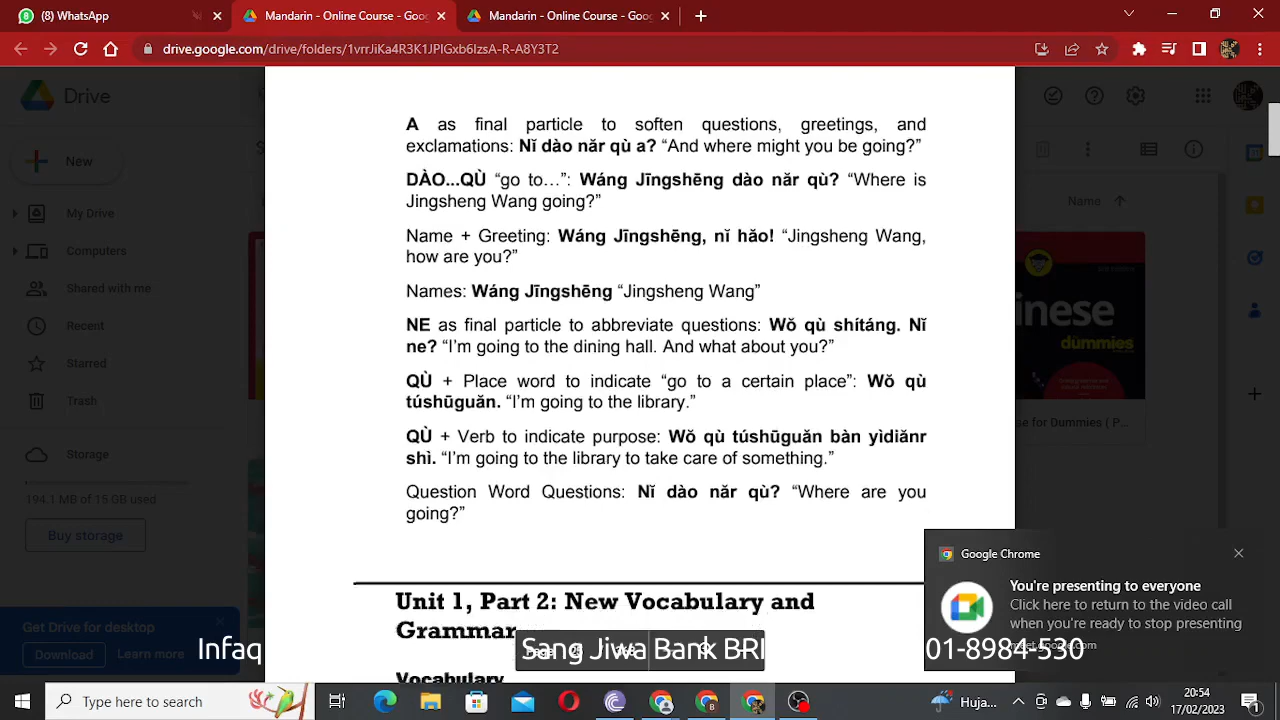 (8) WhatsApp
Mandarin - Online Course - Goo
Mandarin - Online Course - Goo
drive.google.com/drive/folders/1vrrJiKa4R3K1JPIGxb6IzsA-R-A8Y3T2
Drive
New
My Drive
Computers
Shared with me
Recent
Starred
Trash
Storage
194.1 MB of 15 GB used
Buy storage
Get Drive for desktop
Download Learn more
Name
A as final particle to soften questions, greetings, and
exclamations: Nǐ dào nǎr qù a? “And where might you be going?”
DÀO...QÙ “go to…”: Wáng Jīngshēng dào nǎr qù? “Where is
Jingsheng Wang going?”
Name + Greeting: Wáng Jīngshēng, nǐ hǎo! “Jingsheng Wang,
how are you?”
Names: Wáng Jīngshēng “Jingsheng Wang”
NE as final particle to abbreviate questions: Wǒ qù shítáng. Nǐ
ne? “I’m going to the dining hall. And what about you?”
QÙ + Place word to indicate “go to a certain place”: Wǒ qù
túshūguǎn. “I’m going to the library.”
QÙ + Verb to indicate purpose: Wǒ qù túshūguǎn bàn yìdiǎnr
shì. “I’m going to the library to take care of something.”
Question Word Questions: Nǐ dào nǎr qù? “Where are you
going?”
Unit 1, Part 2: New Vocabulary and
Grammar
Vocabulary
inese
dummies
e for Dummies ( P...
Google Chrome
You're presenting to everyone
Click here to return to the video call
when you're ready to stop presenting
meet.google.com
Infaq Sang Jiwa Bank BRI 01-8984-530
Type here to search
Huja...
20:54
17/02/2023